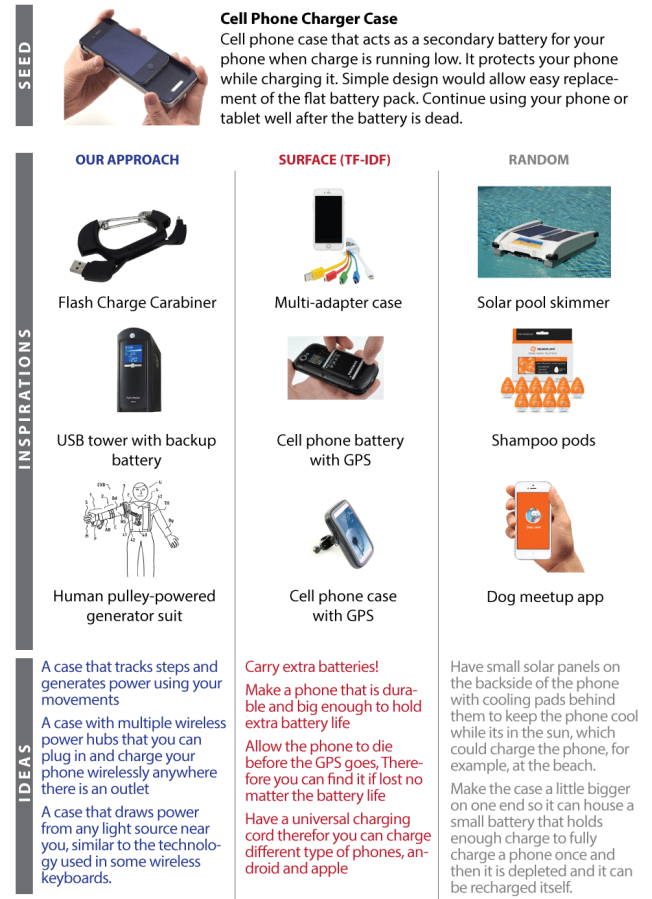 SEED
Cell Phone Charger Case
Cell phone case that acts as a secondary battery for your
phone when charge is running low. It protects your phone
while charging it. Simple design would allow easy replace-
ment of the flat battery pack. Continue using your phone or
tablet well after the battery is dead.
INSPIRATIONS
OUR APPROACH
Flash Charge Carabiner
USB tower with backup
battery
Human pulley-powered
generator suit
SURFACE (TF-IDF)
Multi-adapter case
Cell phone battery
with GPS
Cell phone case
with GPS
RANDOM
Solar pool skimmer
Shampoo pods
Dog meetup app
IDEAS
A case that tracks steps and
generates power using your
movements
A case with multiple wireless
power hubs that you can
plug in and charge your
phone wirelessly anywhere
there is an outlet
A case that draws power
from any light source near
you, similar to the technolo-
gy used in some wireless
keyboards.
Carry extra batteries!
Make a phone that is dura-
ble and big enough to hold
extra battery life
Allow the phone to die
before the GPS goes, There-
fore you can find it if lost no
matter the battery life
Have a universal charging
cord therefor you can charge
different type of phones, an-
droid and apple
Have small solar panels on
the backside of the phone
with cooling pads behind
them to keep the phone cool
while its in the sun, which
could charge the phone, for
example, at the beach.
Make the case a little bigger
on one end so it can house a
small battery that holds
enough charge to fully
charge a phone once and
then it is depleted and it can
be recharged itself.